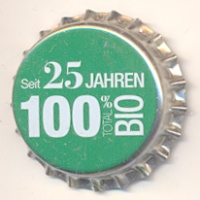 Seit 25 JAHREN
100% TOTAL BIO